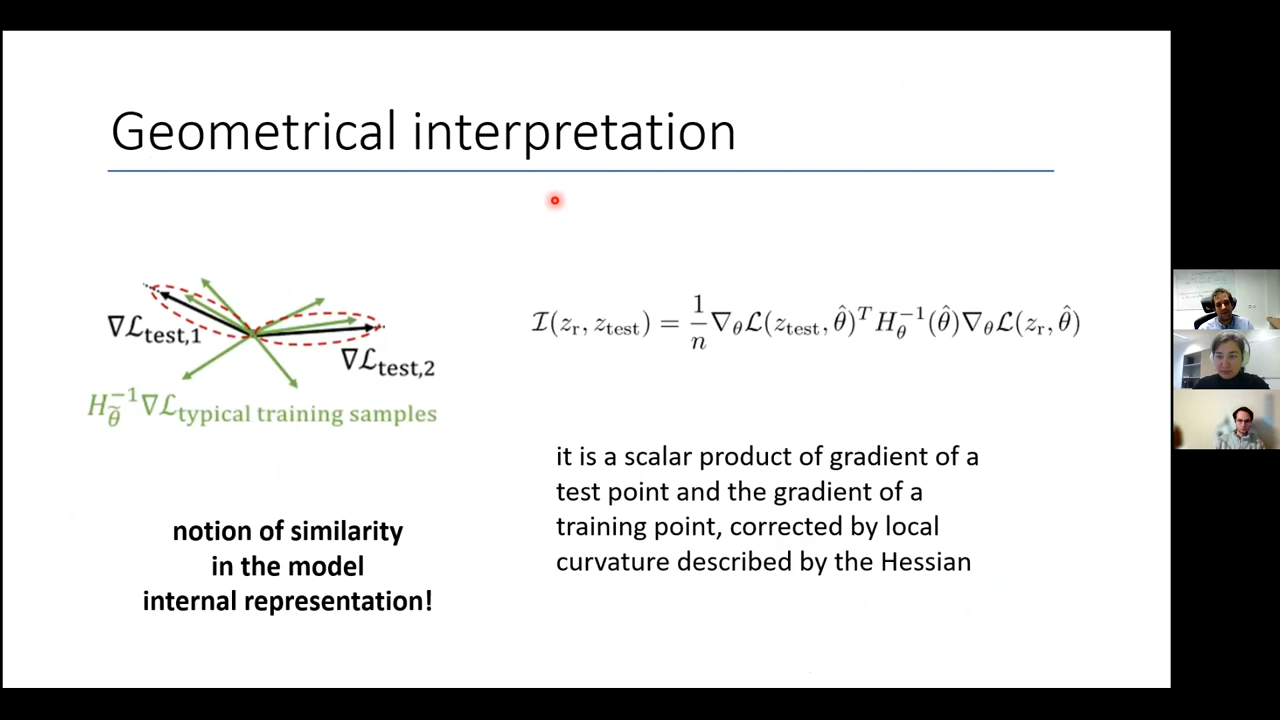 Geometrical interpretation
∇ℒtest,1
∇ℒtest,2
H_θ̃^{-1}∇ℒtypical training samples
ℐ(z_r, z_test) = 1/n ∇_θℒ(z_test, θ̂)^T H_θ^{-1}(θ̂)∇_θℒ(z_r, θ̂)
it is a scalar product of gradient of a
test point and the gradient of a
training point, corrected by local
curvature described by the Hessian
notion of similarity
in the model
internal representation!